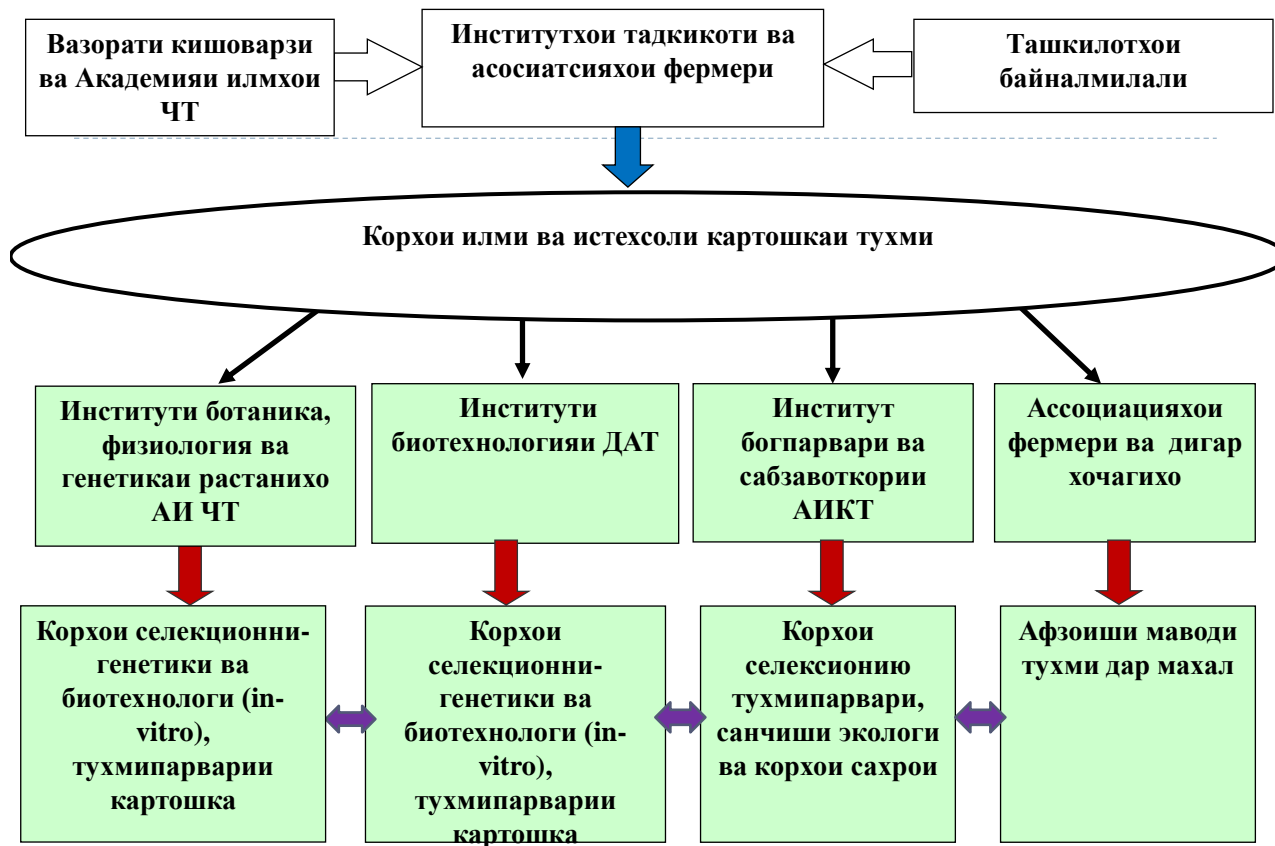 Вазорати кишоварзи
ва Академияи илмхои
ЧТ
Институтхои тадкикоти ва
асосиатсияхои фермери
Ташкилотхои
байналмилали
Корхои илми ва истехсоли картошкаи тухми
Институти ботаника,
физиология ва
генетикаи растанихо
АИ ЧТ
Институти
биотехнологияи ДАТ
Институт
богпарвари ва
сабзавоткории
АИКТ
Ассоциацияхои
фермери ва дигар
хочагихо
Корхои селекционни-
генетики ва
биотехнологи (in-
vitro),
тухмипарварии
картошка
Корхои
селекционни-
генетики ва
биотехнологи (in-
vitro),
тухмипарварии
картошка
Корхои
селексионию
тухмипарвари,
санчиши экологи
ва корхои сахрои
Афзоиши маводи
тухми дар махал